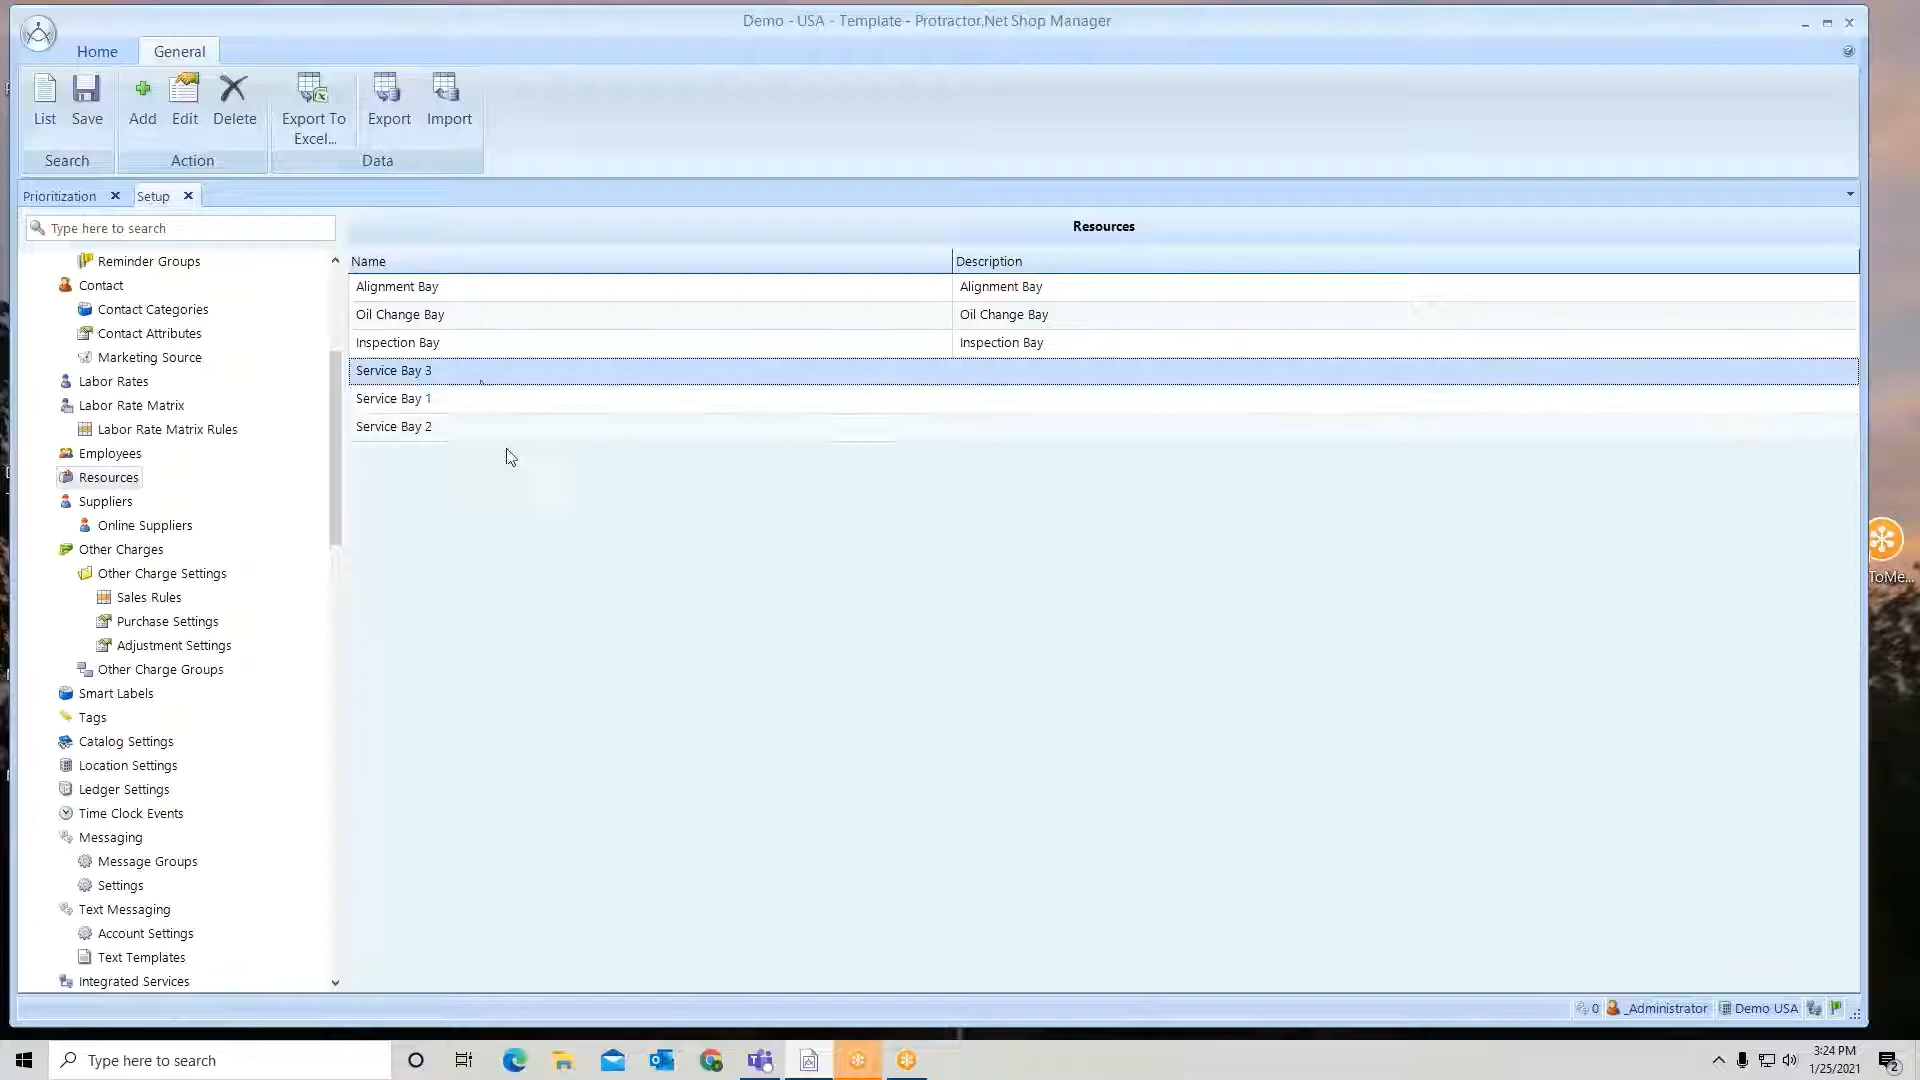 Demo - USA - Template - Protractor.Net Shop Manager
Home
General
List
Save
Add
Edit
Delete
Export To
Excel...
Export
Import
Search
Action
Data
Prioritization
Setup
Type here to search
Resources
Name
Description
Alignment Bay
Alignment Bay
Oil Change Bay
Oil Change Bay
Inspection Bay
Inspection Bay
Service Bay 3
Service Bay 1
Service Bay 2
Reminder Groups
Contact
Contact Categories
Contact Attributes
Marketing Source
Labor Rates
Labor Rate Matrix
Labor Rate Matrix Rules
Employees
Resources
Suppliers
Online Suppliers
Other Charges
Other Charge Settings
Sales Rules
Purchase Settings
Adjustment Settings
Other Charge Groups
Smart Labels
Tags
Catalog Settings
Location Settings
Ledger Settings
Time Clock Events
Messaging
Message Groups
Settings
Text Messaging
Account Settings
Text Templates
Integrated Services
ToMe...
0
_Administrator
Demo USA
Type here to search
3:24 PM
1/25/2021
2